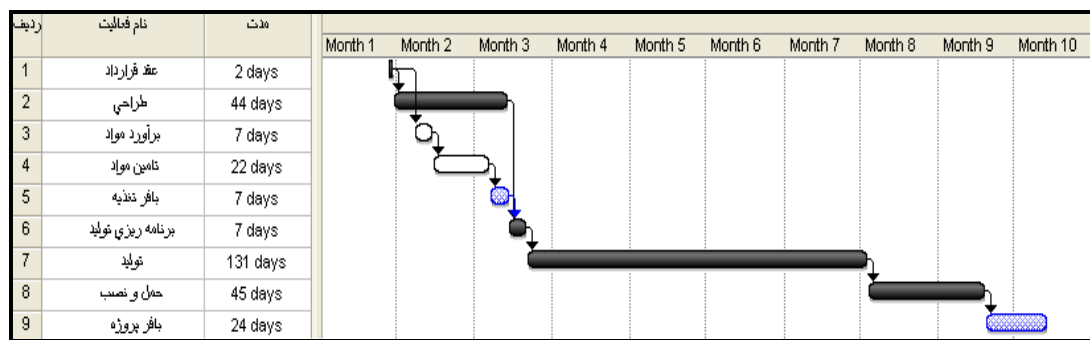 ردیف نام فعالیت مدت
Month 1 Month 2 Month 3 Month 4 Month 5 Month 6 Month 7 Month 8 Month 9 Month 10
1 عقد قرارداد 2 days
2 طراحي 44 days
3 برآورد مواد 7 days
4 تامین مواد 22 days
5 بافر تغذیه 7 days
6 برنامه ریزي تولید 7 days
7 تولید 131 days
8 حمل و نصب 45 days
9 بافر پروژه 24 days